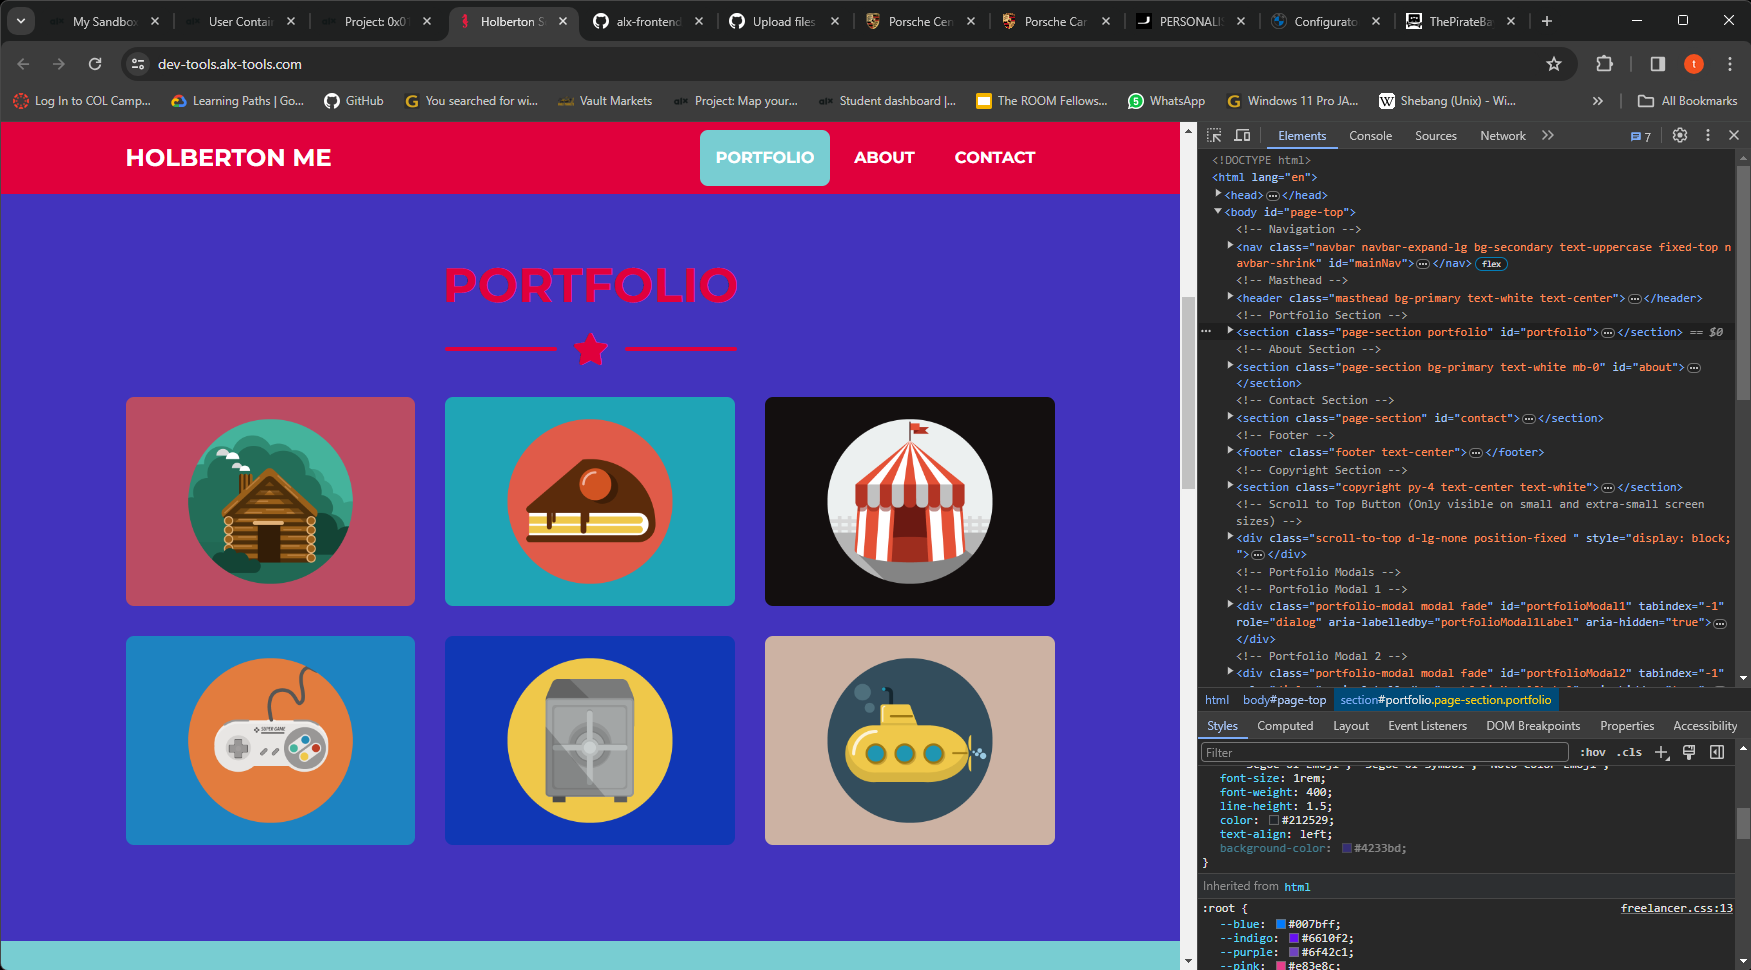 My Sandbox
User Contain
Project: 0x01
Holberton S
alx-frontend
Upload files
Porsche Cen
Porsche Car
PERSONALIS
Configurato
ThePirateBa
dev-tools.alx-tools.com
t
Log In to COL Camp...
Learning Paths | Go...
GitHub
You searched for wi...
Vault Markets
Project: Map your...
Student dashboard |...
The ROOM Fellows...
WhatsApp
Windows 11 Pro JA...
Shebang (Unix) - Wi...
All Bookmarks
HOLBERTON ME
PORTFOLIO
ABOUT
CONTACT
PORTFOLIO
SUPER GAME
Elements
Console
Sources
Network
7
<!DOCTYPE html>
<html lang="en">
<head>…</head>
<body id="page-top">
<!-- Navigation -->
<nav class="navbar navbar-expand-lg bg-secondary text-uppercase fixed-top n
avbar-shrink" id="mainNav">…</nav> flex
<!-- Masthead -->
<header class="masthead bg-primary text-white text-center">…</header>
<!-- Portfolio Section -->
<section class="page-section portfolio" id="portfolio">…</section> == $0
<!-- About Section -->
<section class="page-section bg-primary text-white mb-0" id="about">…
</section>
<!-- Contact Section -->
<section class="page-section" id="contact">…</section>
<!-- Footer -->
<footer class="footer text-center">…</footer>
<!-- Copyright Section -->
<section class="copyright py-4 text-center text-white">…</section>
<!-- Scroll to Top Button (Only visible on small and extra-small screen
sizes) -->
<div class="scroll-to-top d-lg-none position-fixed " style="display: block;
">…</div>
<!-- Portfolio Modals -->
<!-- Portfolio Modal 1 -->
<div class="portfolio-modal modal fade" id="portfolioModal1" tabindex="-1"
role="dialog" aria-labelledby="portfolioModal1Label" aria-hidden="true">…
</div>
<!-- Portfolio Modal 2 -->
<div class="portfolio-modal modal fade" id="portfolioModal2" tabindex="-1"
html
body#page-top
section#portfolio.page-section.portfolio
Styles
Computed
Layout
Event Listeners
DOM Breakpoints
Properties
Accessibility
Filter
:hov
.cls
font-size: 1rem;
font-weight: 400;
line-height: 1.5;
color: #212529;
text-align: left;
background-color: #4233bd;
}
Inherited from html
:root {
freelancer.css:13
--blue: #007bff;
--indigo: #6610f2;
--purple: #6f42c1;
--pink: #e83e8c;